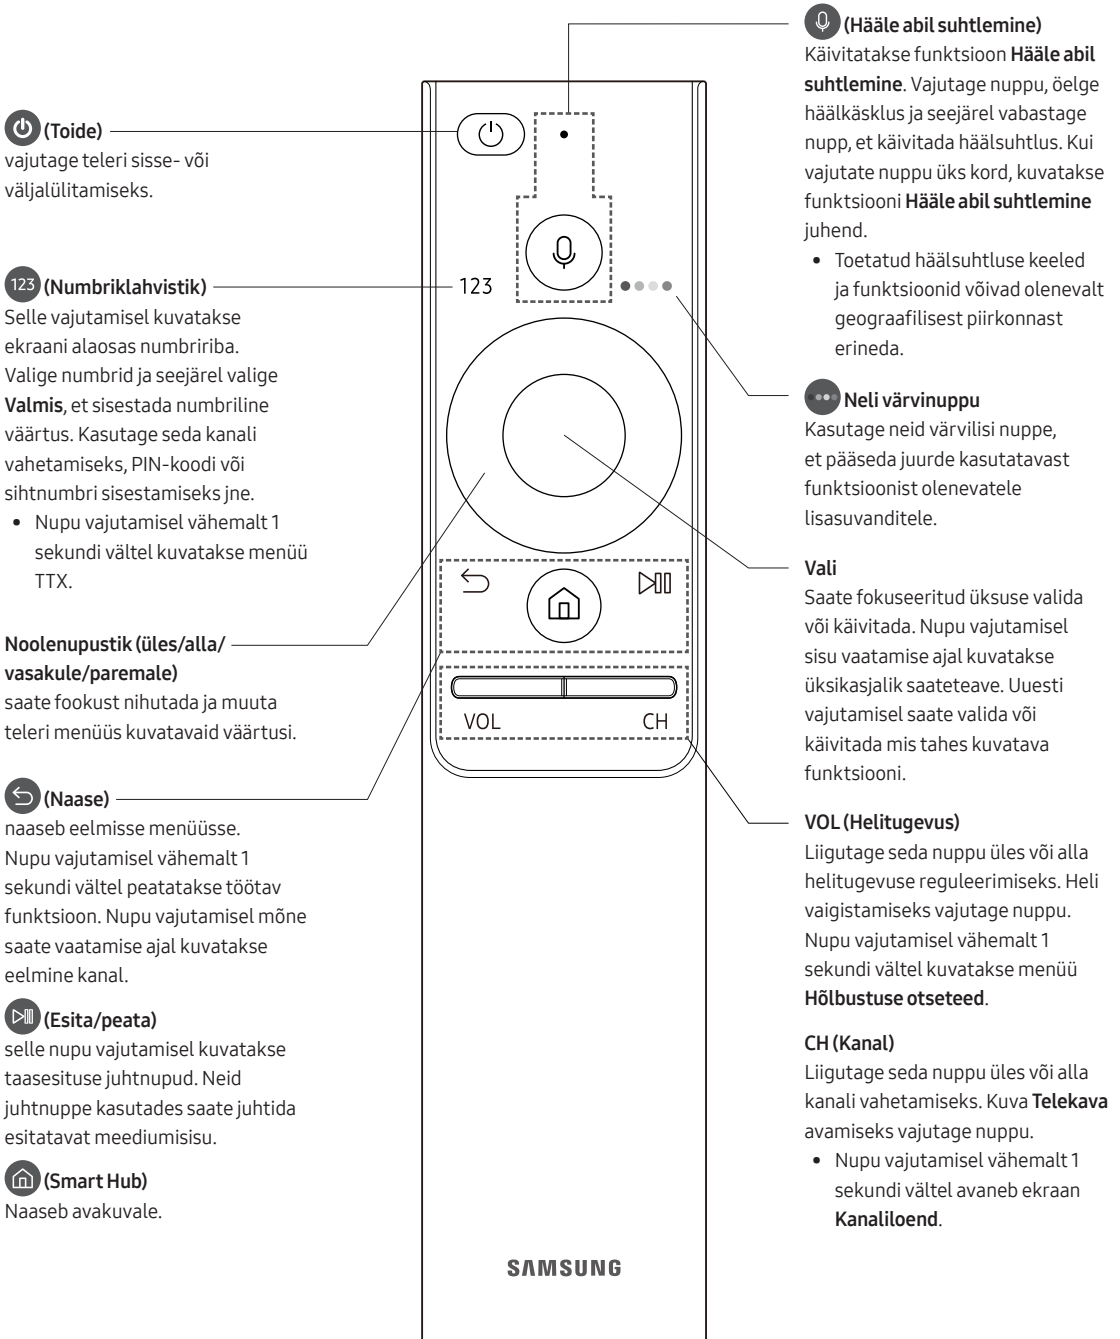 (Toide)
vajutage teleri sisse- või
väljalülitamiseks.
123 (Numbriklahvistik)
Selle vajutamisel kuvatakse
ekraani alaosas numbririba.
Valige numbrid ja seejärel valige
Valmis, et sisestada numbriline
väärtus. Kasutage seda kanali
vahetamiseks, PIN-koodi või
sihtnumbri sisestamiseks jne.
• Nupu vajutamisel vähemalt 1
sekundi vältel kuvatakse menüü
TTX.
Noolenupustik (üles/alla/
vasakule/paremale)
saate fookust nihutada ja muuta
teleri menüüs kuvatavaid väärtusi.
(Naase)
naaseb eelmisse menüüsse.
Nupu vajutamisel vähemalt 1
sekundi vältel peatatakse töötav
funktsioon. Nupu vajutamisel mõne
saate vaatamise ajal kuvatakse
eelmine kanal.
(Esita/peata)
selle nupu vajutamisel kuvatakse
taasesituse juhtnupud. Neid
juhtnuppe kasutades saate juhtida
esitatavat meediumisisu.
(Smart Hub)
Naaseb avakuvale.
123
VOL
CH
SAMSUNG
(Hääle abil suhtlemine)
Käivitatakse funktsioon Hääle abil
suhtlemine. Vajutage nuppu, öelge
häälkäsklus ja seejärel vabastage
nupp, et käivitada häälsuhtlus. Kui
vajutate nuppu üks kord, kuvatakse
funktsiooni Hääle abil suhtlemine
juhend.
• Toetatud häälsuhtluse keeled
ja funktsioonid võivad olenevalt
geograafilisest piirkonnast
erineda.
Neli värvinuppu
Kasutage neid värvilisi nuppe,
et pääseda juurde kasutatavast
funktsioonist olenevatele
lisasuvanditele.
Vali
Saate fokuseeritud üksuse valida
või käivitada. Nupu vajutamisel
sisu vaatamise ajal kuvatakse
üksikasjalik saateteave. Uuesti
vajutamisel saate valida või
käivitada mis tahes kuvatava
funktsiooni.
VOL (Helitugevus)
Liigutage seda nuppu üles või alla
helitugevuse reguleerimiseks. Heli
vaigistamiseks vajutage nuppu.
Nupu vajutamisel vähemalt 1
sekundi vältel kuvatakse menüü
Hõlbustuse otseteed.
CH (Kanal)
Liigutage seda nuppu üles või alla
kanali vahetamiseks. Kuva Telekava
avamiseks vajutage nuppu.
• Nupu vajutamisel vähemalt 1
sekundi vältel avaneb ekraan
Kanaliloend.